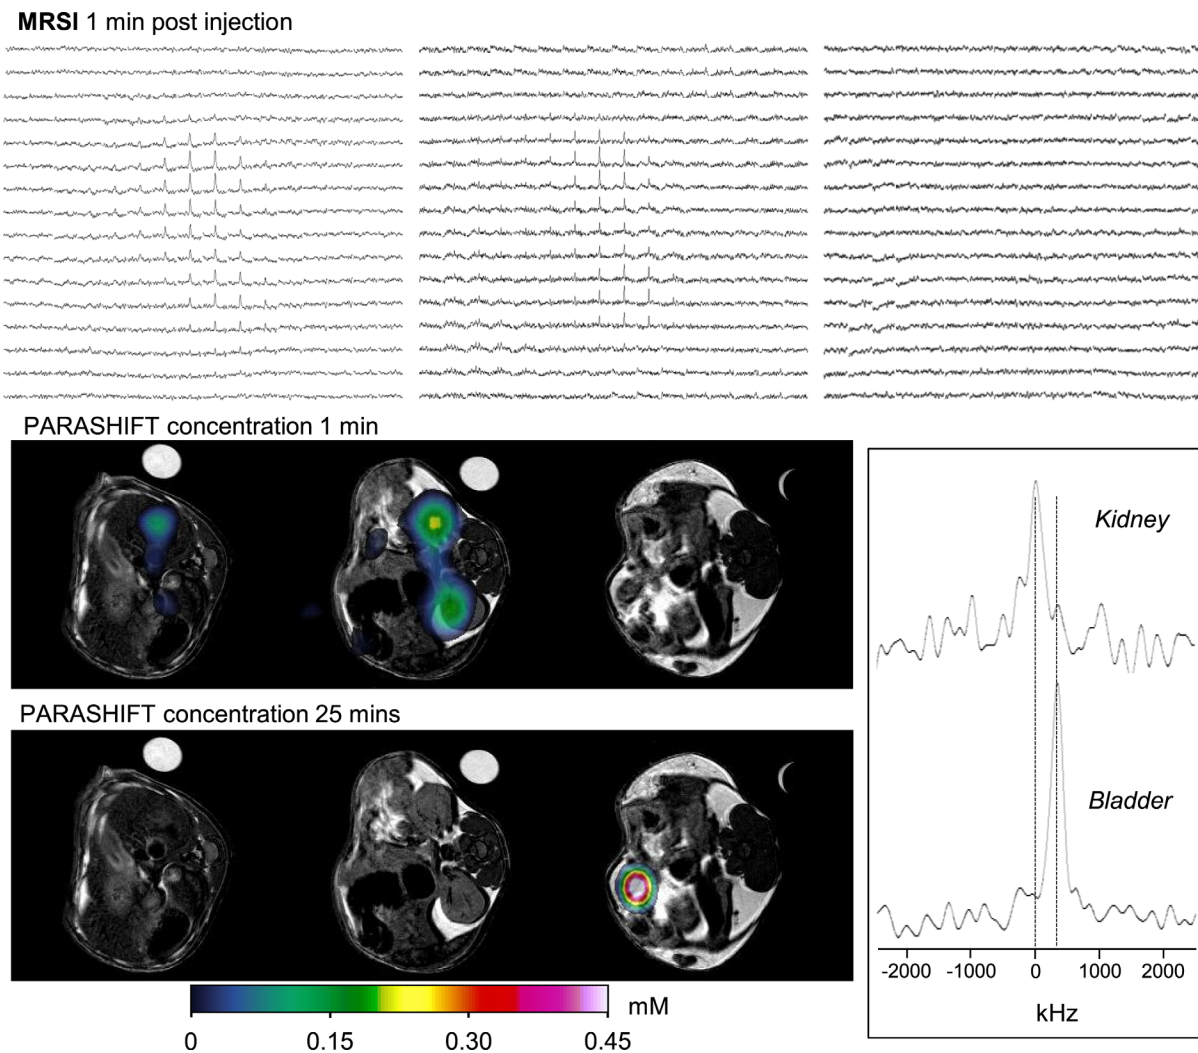 MRSI 1 min post injection
PARASHIFT concentration 1 min
Kidney
PARASHIFT concentration 25 mins
Bladder
-2000 -1000 0 1000 2000
kHz
mM
0 0.15 0.30 0.45